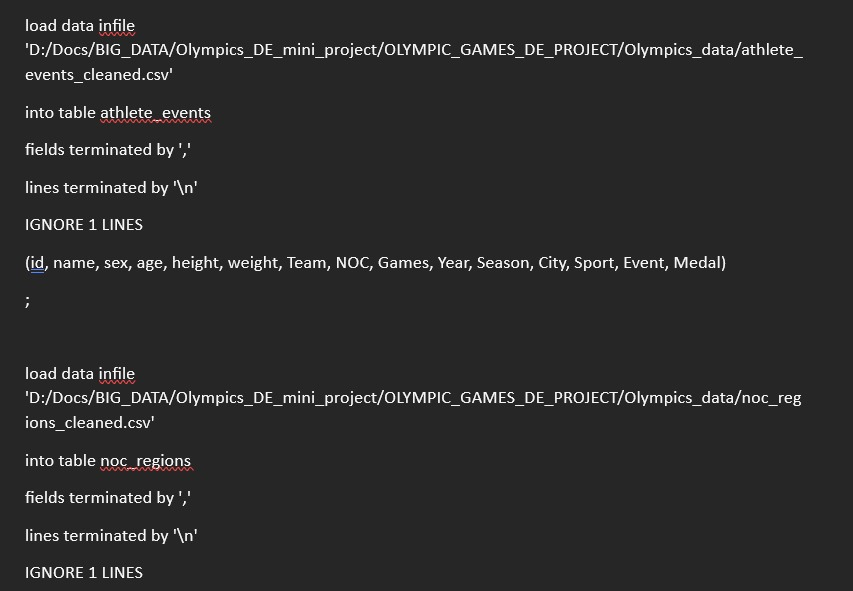 load data infile
'D:/Docs/BIG_DATA/Olympics_DE_mini_project/OLYMPIC_GAMES_DE_PROJECT/Olympics_data/athlete_
events_cleaned.csv'
into table athlete_events
fields terminated by ','
lines terminated by '\n'
IGNORE 1 LINES
(id, name, sex, age, height, weight, Team, NOC, Games, Year, Season, City, Sport, Event, Medal)
;
load data infile
'D:/Docs/BIG_DATA/Olympics_DE_mini_project/OLYMPIC_GAMES_DE_PROJECT/Olympics_data/noc_reg
ions_cleaned.csv'
into table noc_regions
fields terminated by ','
lines terminated by '\n'
IGNORE 1 LINES